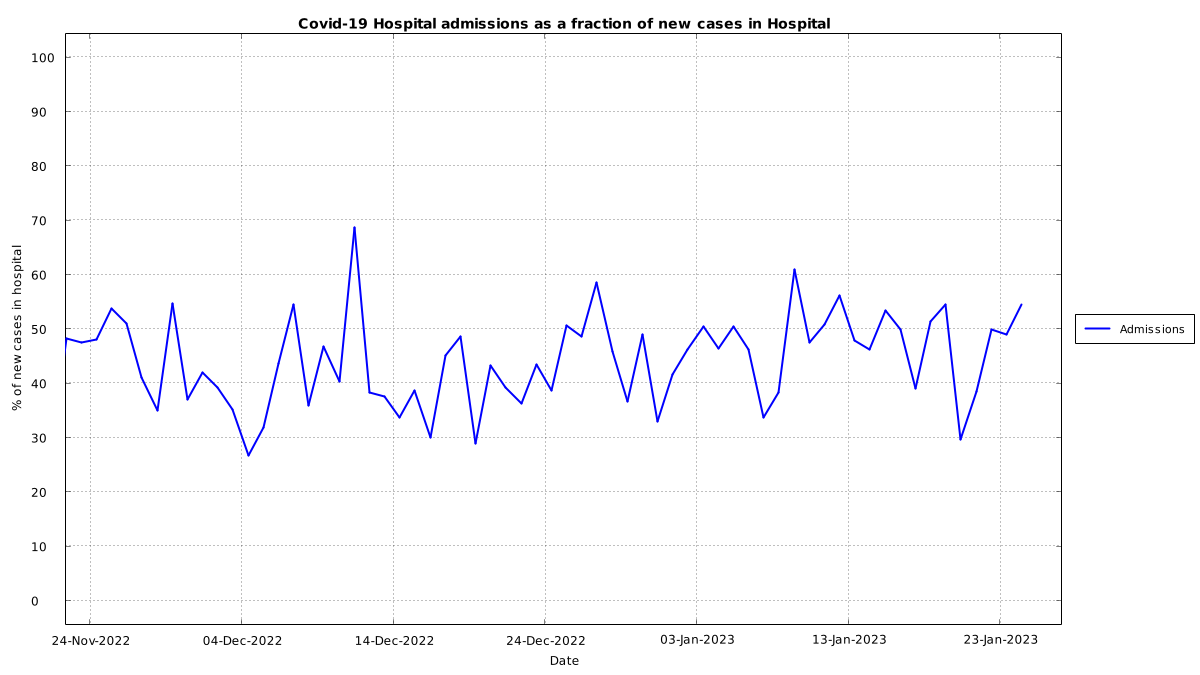 Covid-19 Hospital admissions as a fraction of new cases in Hospital
% of new cases in hospital
100
90
80
70
60
50
40
30
20
10
0
24-Nov-2022
04-Dec-2022
14-Dec-2022
24-Dec-2022
03-Jan-2023
13-Jan-2023
23-Jan-2023
Date
Admissions